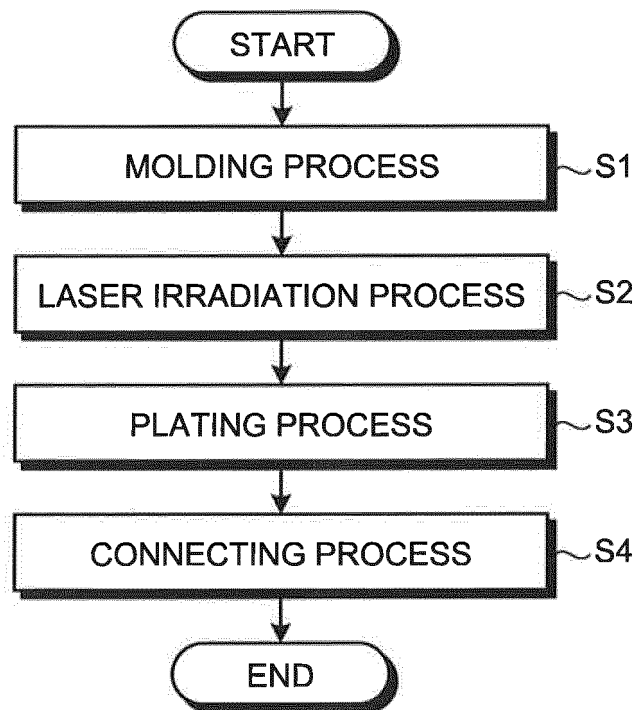 START
MOLDING PROCESS S1
LASER IRRADIATION PROCESS S2
PLATING PROCESS S3
CONNECTING PROCESS S4
END